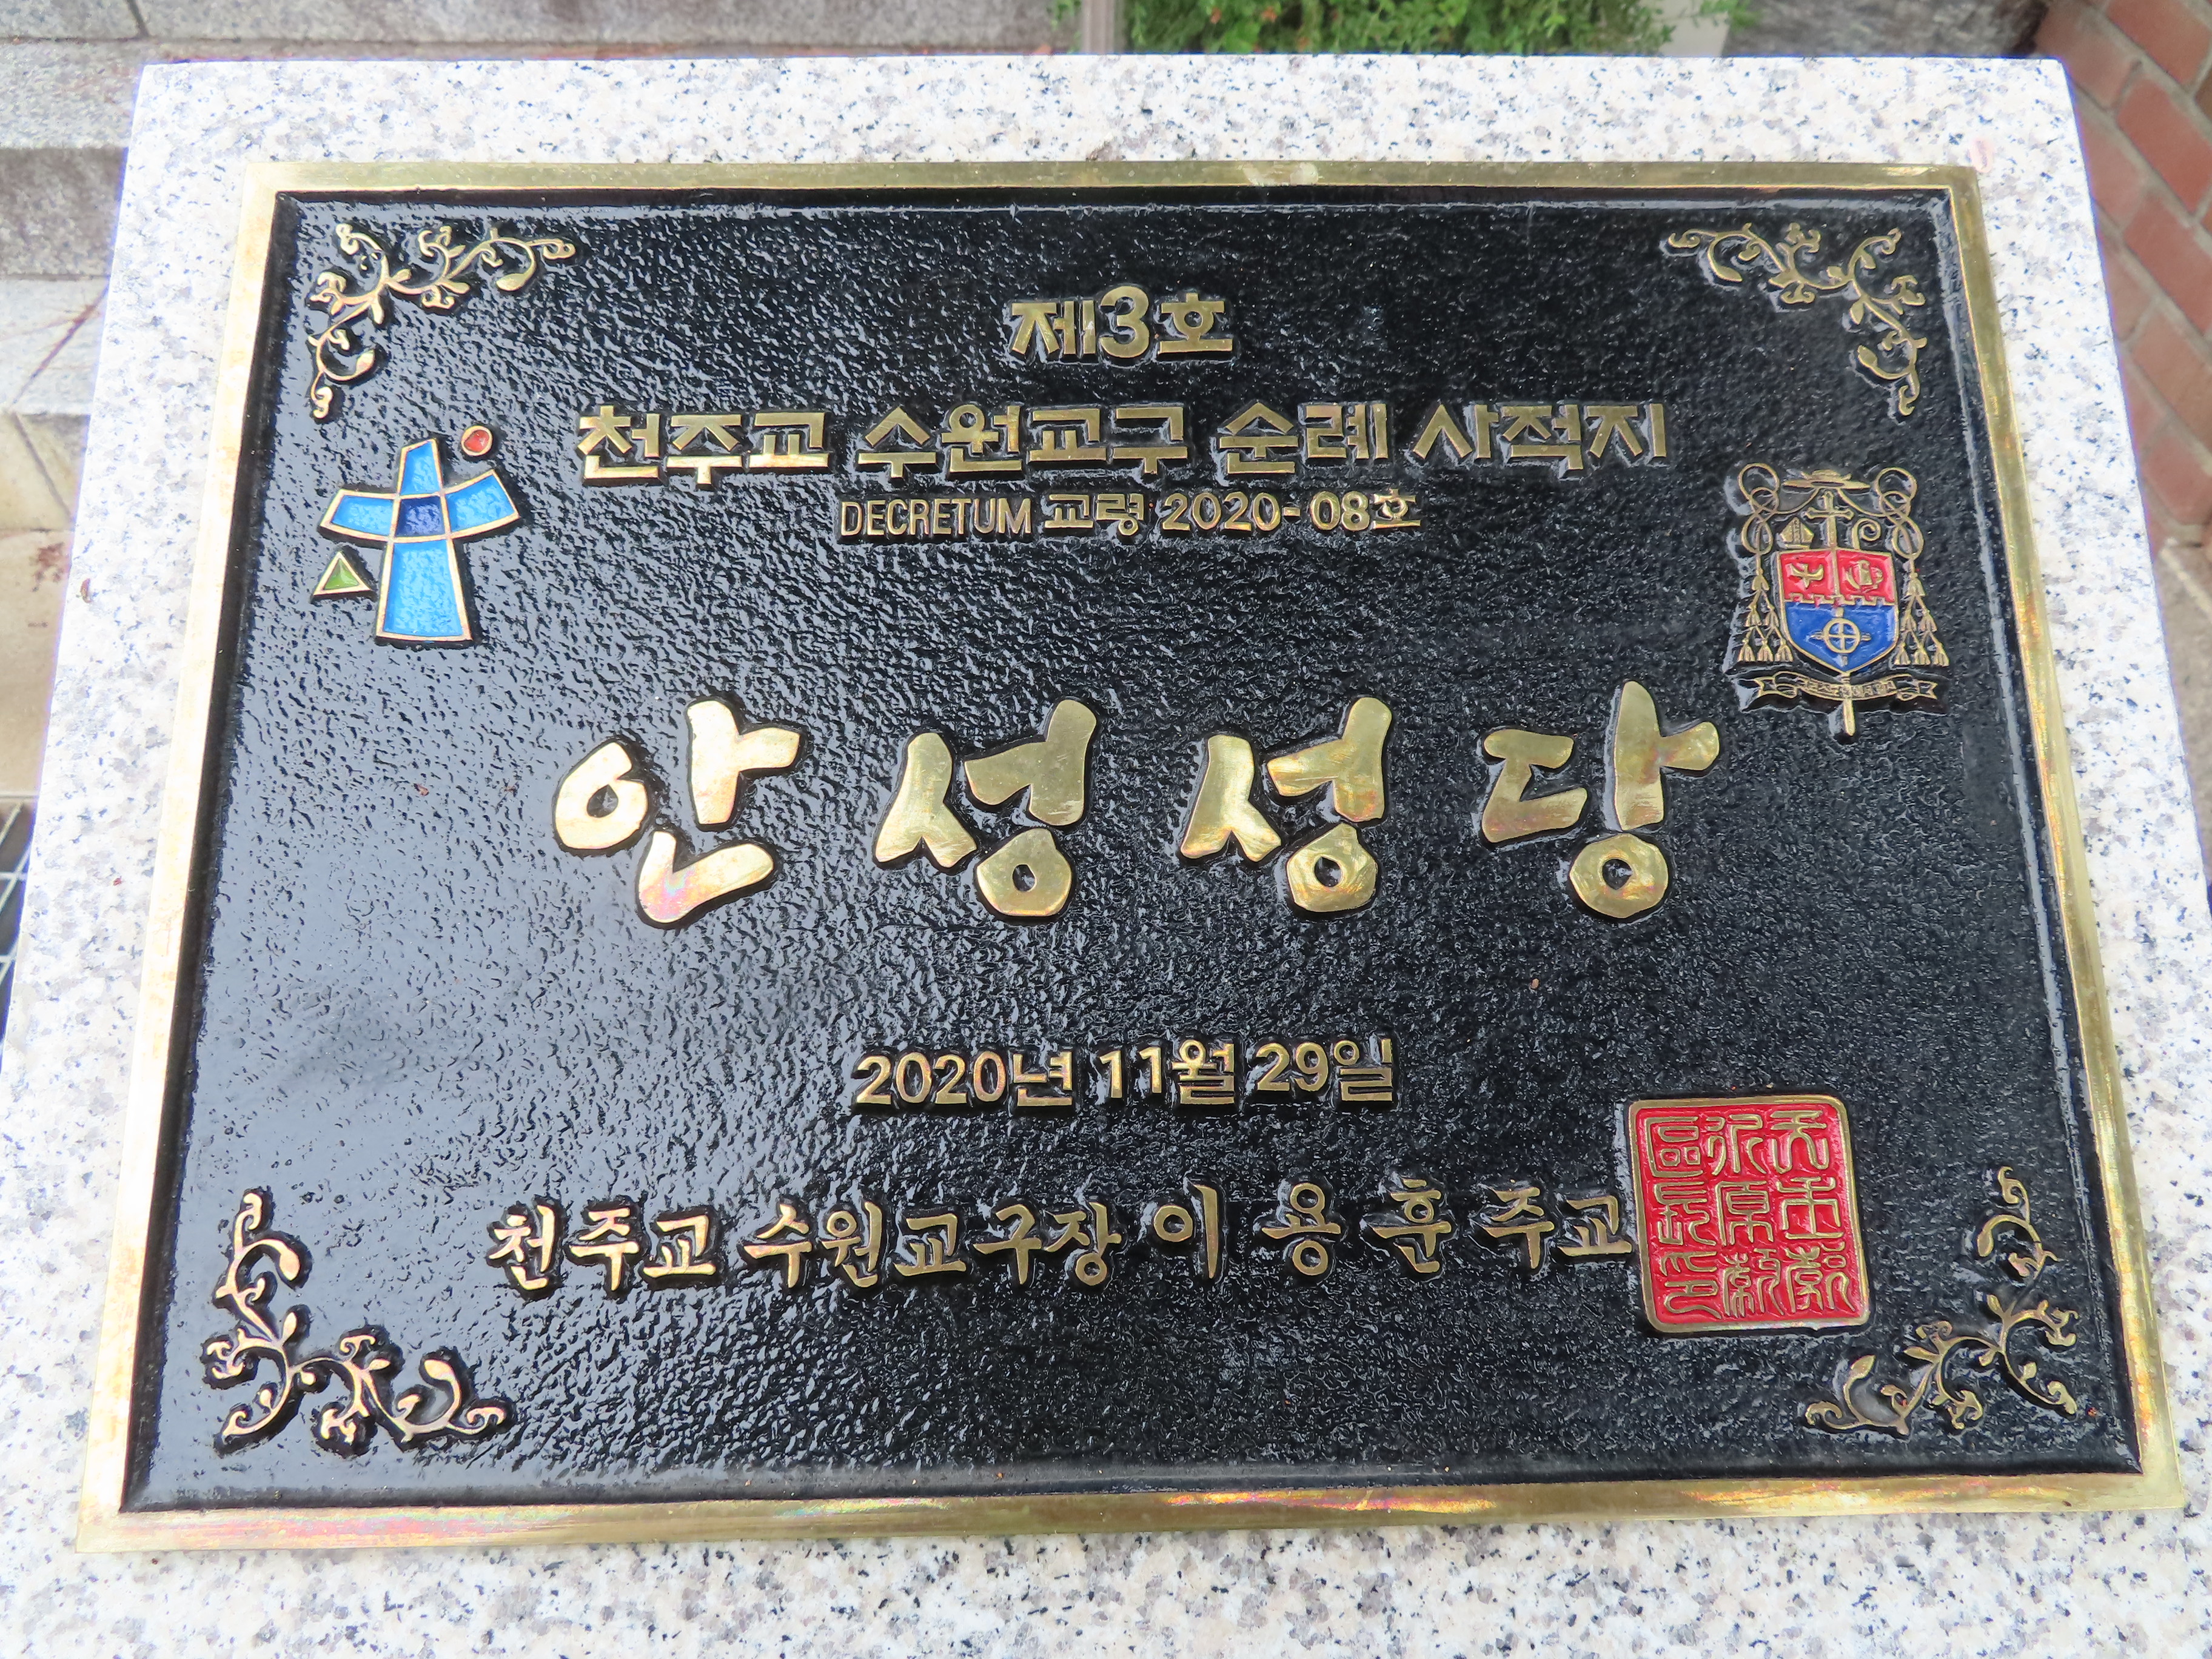 제3호
천주교 수원교구 순례 사적지
DECRETUM 교령 2020-08호
안성성당
2020년 11월 29일
천주교 수원교구장 이용훈 주교